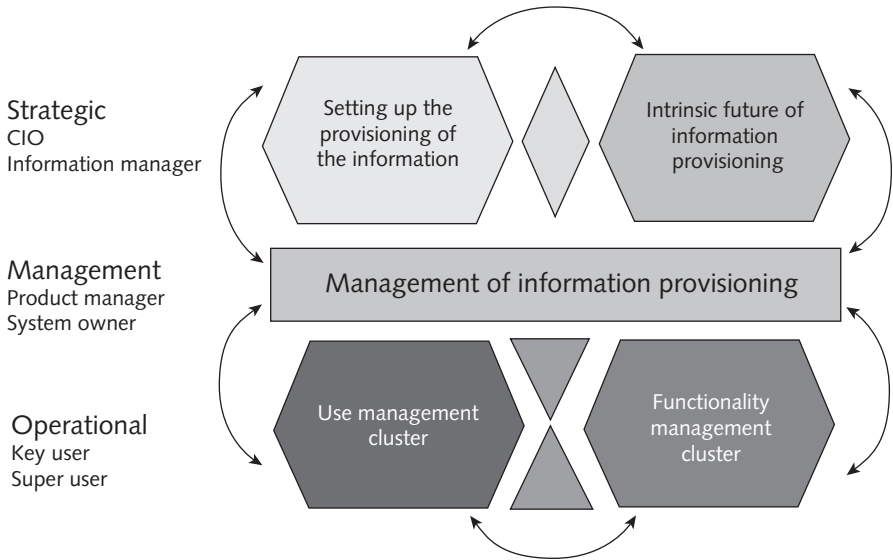 Strategic
CIO
Information manager
Setting up the
provisioning of
the information
Intrinsic future of
information
provisioning
Management
Product manager
System owner
Management of information provisioning
Operational
Key user
Super user
Use management
cluster
Functionality
management
cluster